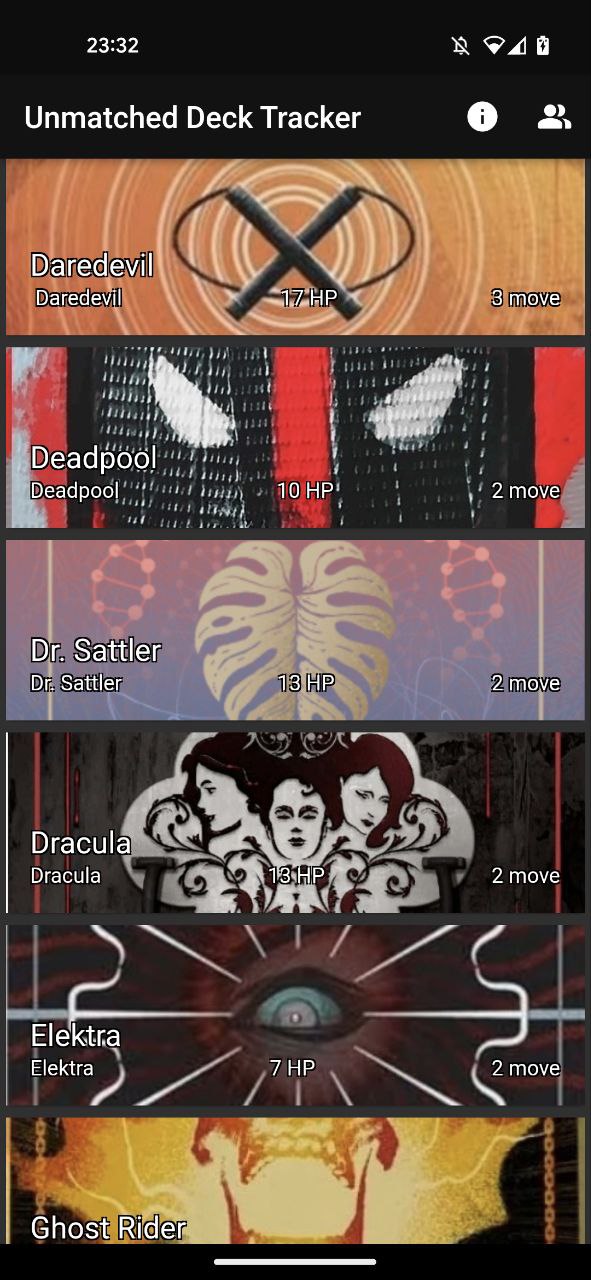 23:32
Unmatched Deck Tracker
Daredevil
Daredevil 17 HP 3 move
Deadpool
Deadpool 10 HP 2 move
Dr. Sattler
Dr. Sattler 13 HP 2 move
Dracula
Dracula 13 HP 2 move
Elektra
Elektra 7 HP 2 move
Ghost Rider